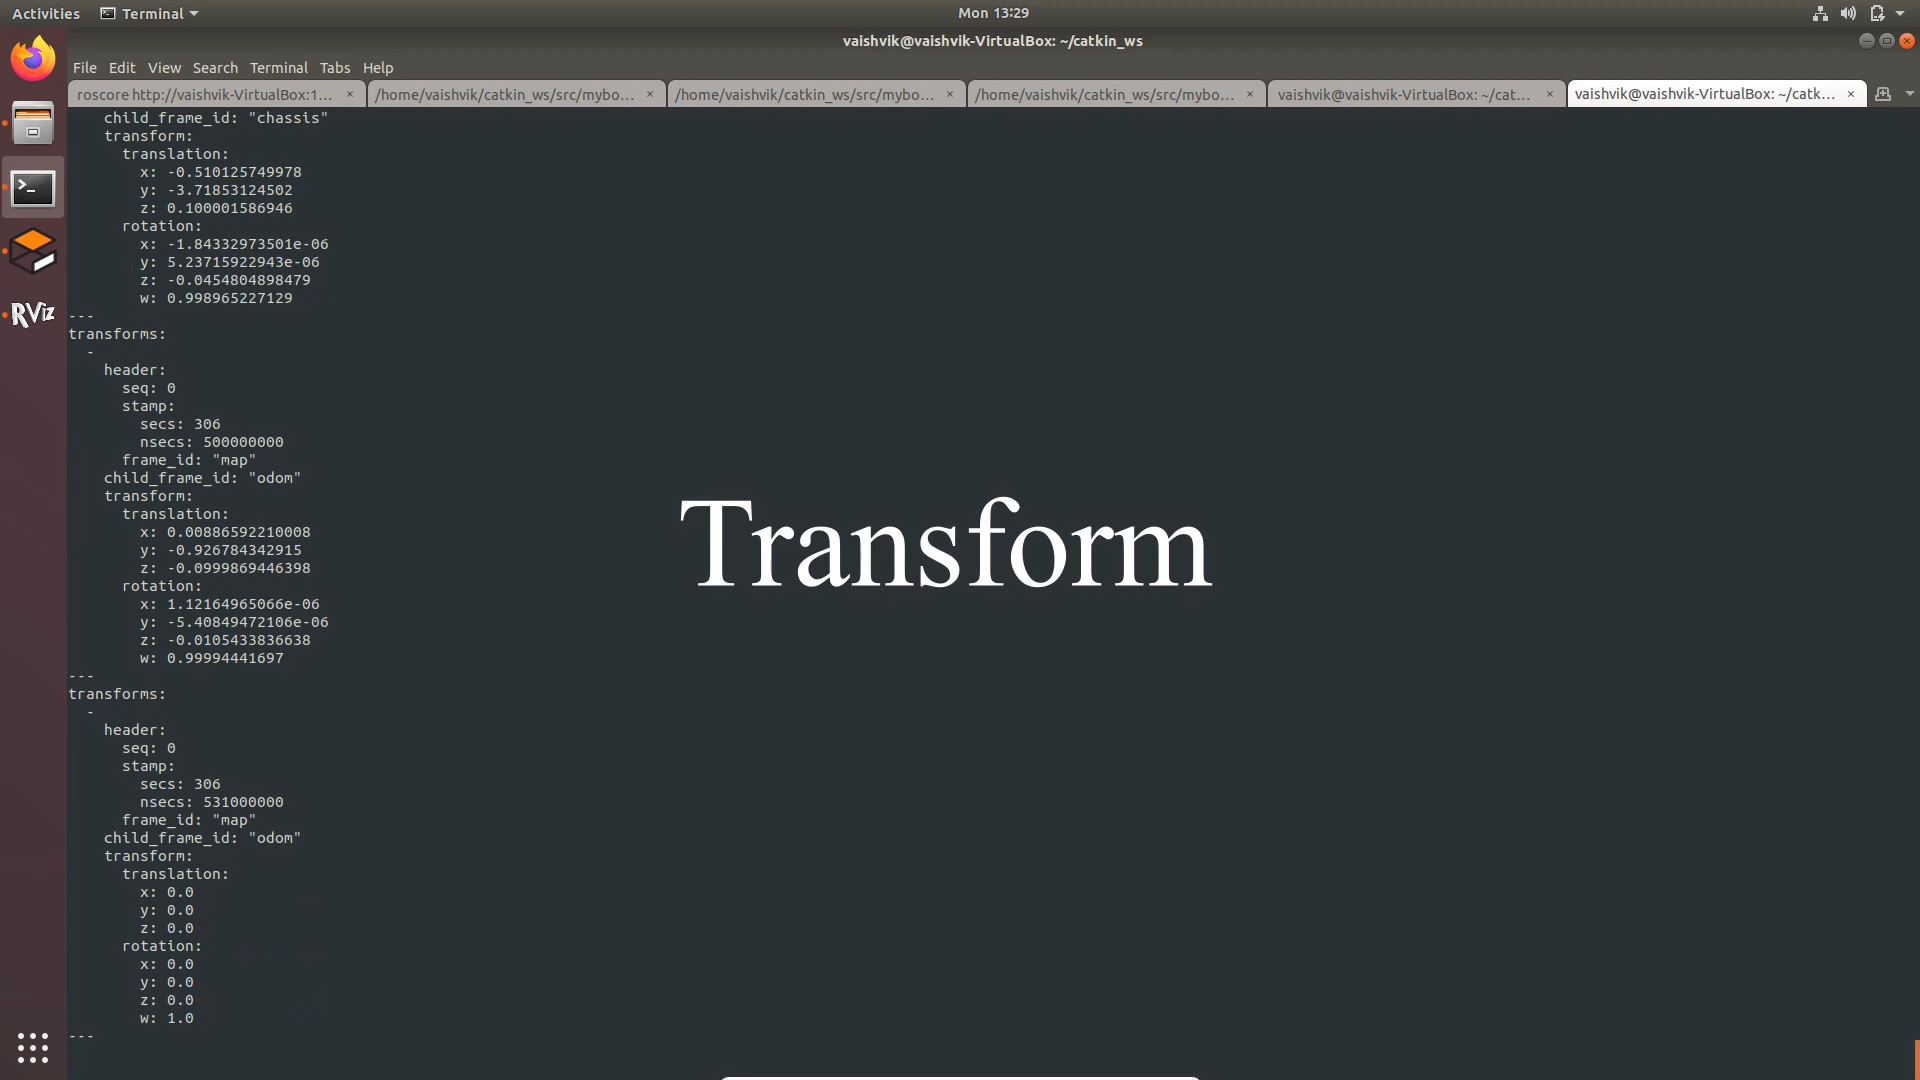 Activities
Terminal
Mon 13:29
vaishvik@vaishvik-VirtualBox: ~/catkin_ws
File Edit View Search Terminal Tabs Help
roscore http://vaishvik-VirtualBox:1... ×
/home/vaishvik/catkin_ws/src/mybo... ×
/home/vaishvik/catkin_ws/src/mybo... ×
/home/vaishvik/catkin_ws/src/mybo... ×
vaishvik@vaishvik-VirtualBox: ~/cat... ×
vaishvik@vaishvik-VirtualBox: ~/catk... ×
RViz
    child_frame_id: "chassis"
    transform:
      translation:
        x: -0.510125749978
        y: -3.71853124502
        z: 0.100001586946
      rotation:
        x: -1.84332973501e-06
        y: 5.23715922943e-06
        z: -0.0454804898479
        w: 0.998965227129
---
transforms:
  -
    header:
      seq: 0
      stamp:
        secs: 306
        nsecs: 500000000
      frame_id: "map"
    child_frame_id: "odom"
    transform:
      translation:
        x: 0.00886592210008
        y: -0.926784342915
        z: -0.0999869446398
      rotation:
        x: 1.12164965066e-06
        y: -5.40849472106e-06
        z: -0.0105433836638
        w: 0.99994441697
---
transforms:
  -
    header:
      seq: 0
      stamp:
        secs: 306
        nsecs: 531000000
      frame_id: "map"
    child_frame_id: "odom"
    transform:
      translation:
        x: 0.0
        y: 0.0
        z: 0.0
      rotation:
        x: 0.0
        y: 0.0
        z: 0.0
        w: 1.0
---
Transform